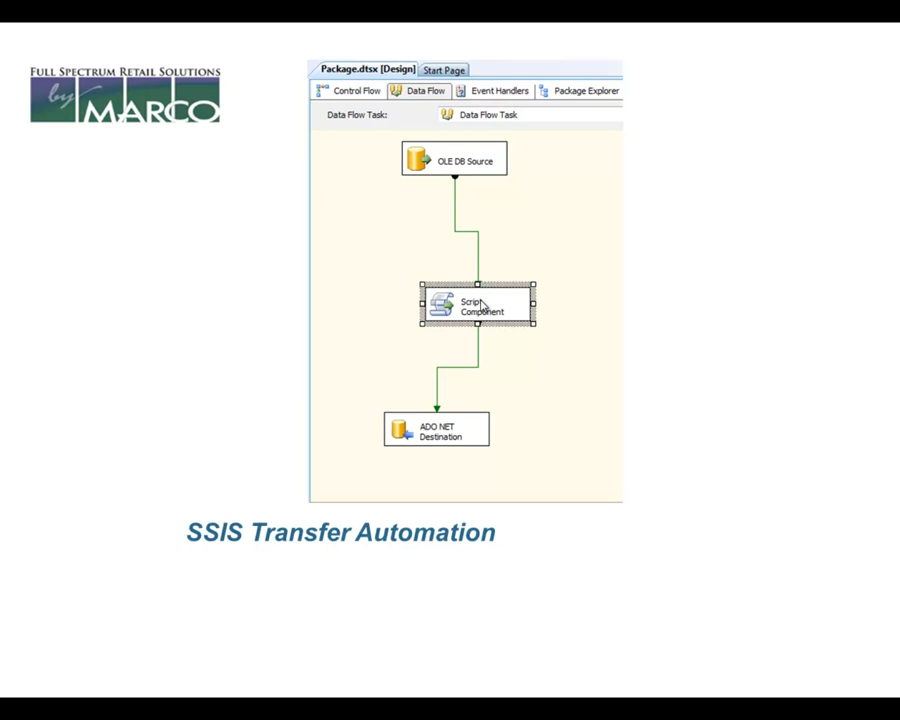 FULL SPECTRUM RETAIL SOLUTIONS
by MARCO
Package.dtsx [Design] Start Page
Control Flow Data Flow Event Handlers Package Explorer
Data Flow Task: Data Flow Task
OLE DB Source
Script
Component
ADO NET
Destination
SSIS Transfer Automation